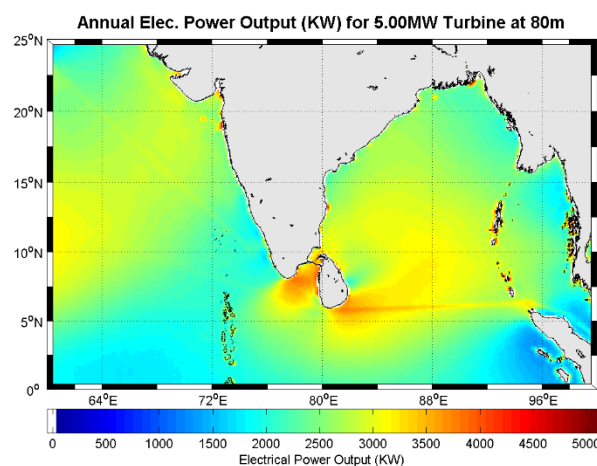 Annual Elec. Power Output (KW) for 5.00MW Turbine at 80m
25°N
20°N
15°N
10°N
5°N
0°
64°E 72°E 80°E 88°E 96°E
0 500 1000 1500 2000 2500 3000 3500 4000 4500 5000
Electrical Power Output (KW)